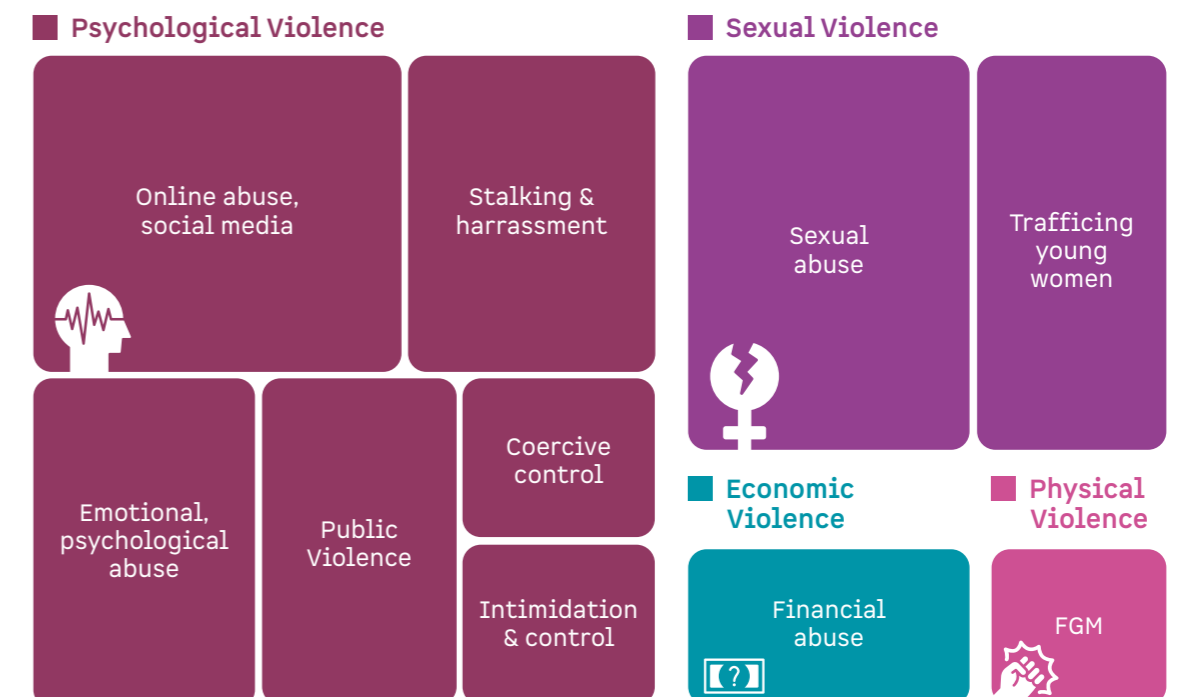 Psychological Violence
Online abuse,
social media
Stalking &
harrassment
Emotional,
psychological
abuse
Public
Violence
Coercive
control
Intimidation
& control
Sexual Violence
Sexual
abuse
Trafficing
young
women
Economic
Violence
Financial
abuse
?
Physical
Violence
FGM